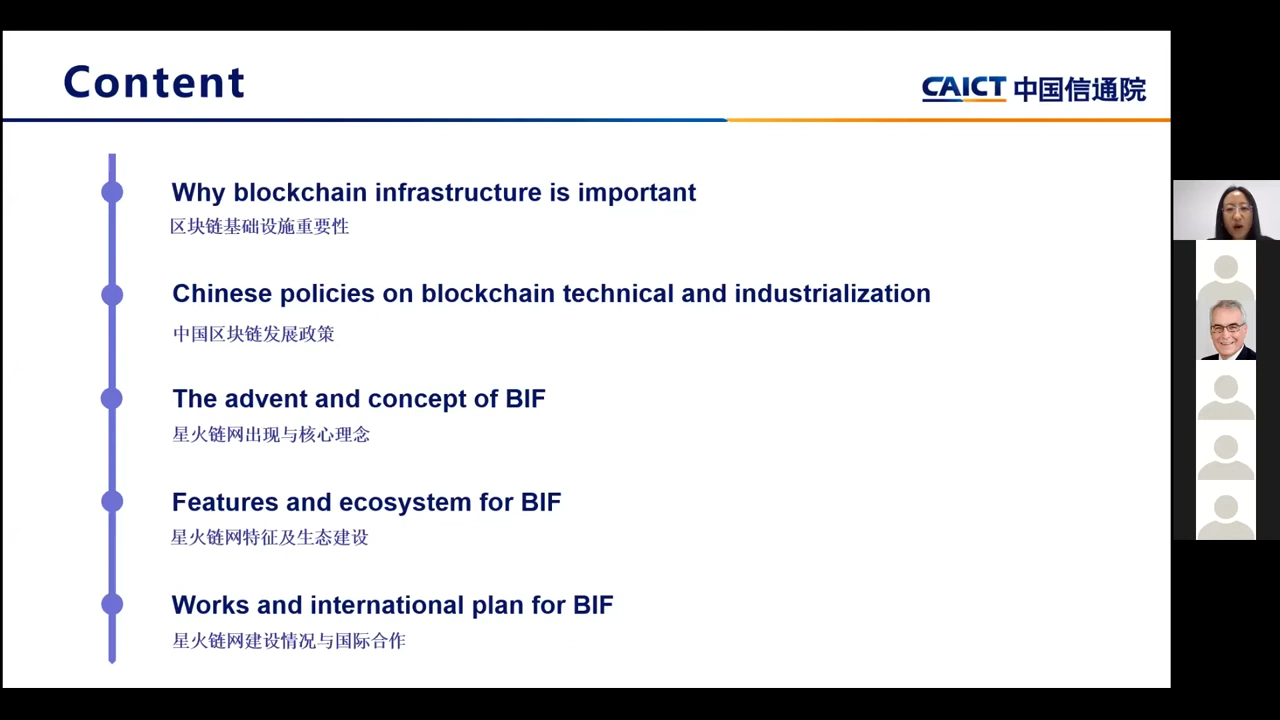 Content
CAICT 中国信通院
Why blockchain infrastructure is important
区块链基础设施重要性
Chinese policies on blockchain technical and industrialization
中国区块链发展政策
The advent and concept of BIF
星火链网出现与核心理念
Features and ecosystem for BIF
星火链网特征及生态建设
Works and international plan for BIF
星火链网建设情况与国际合作